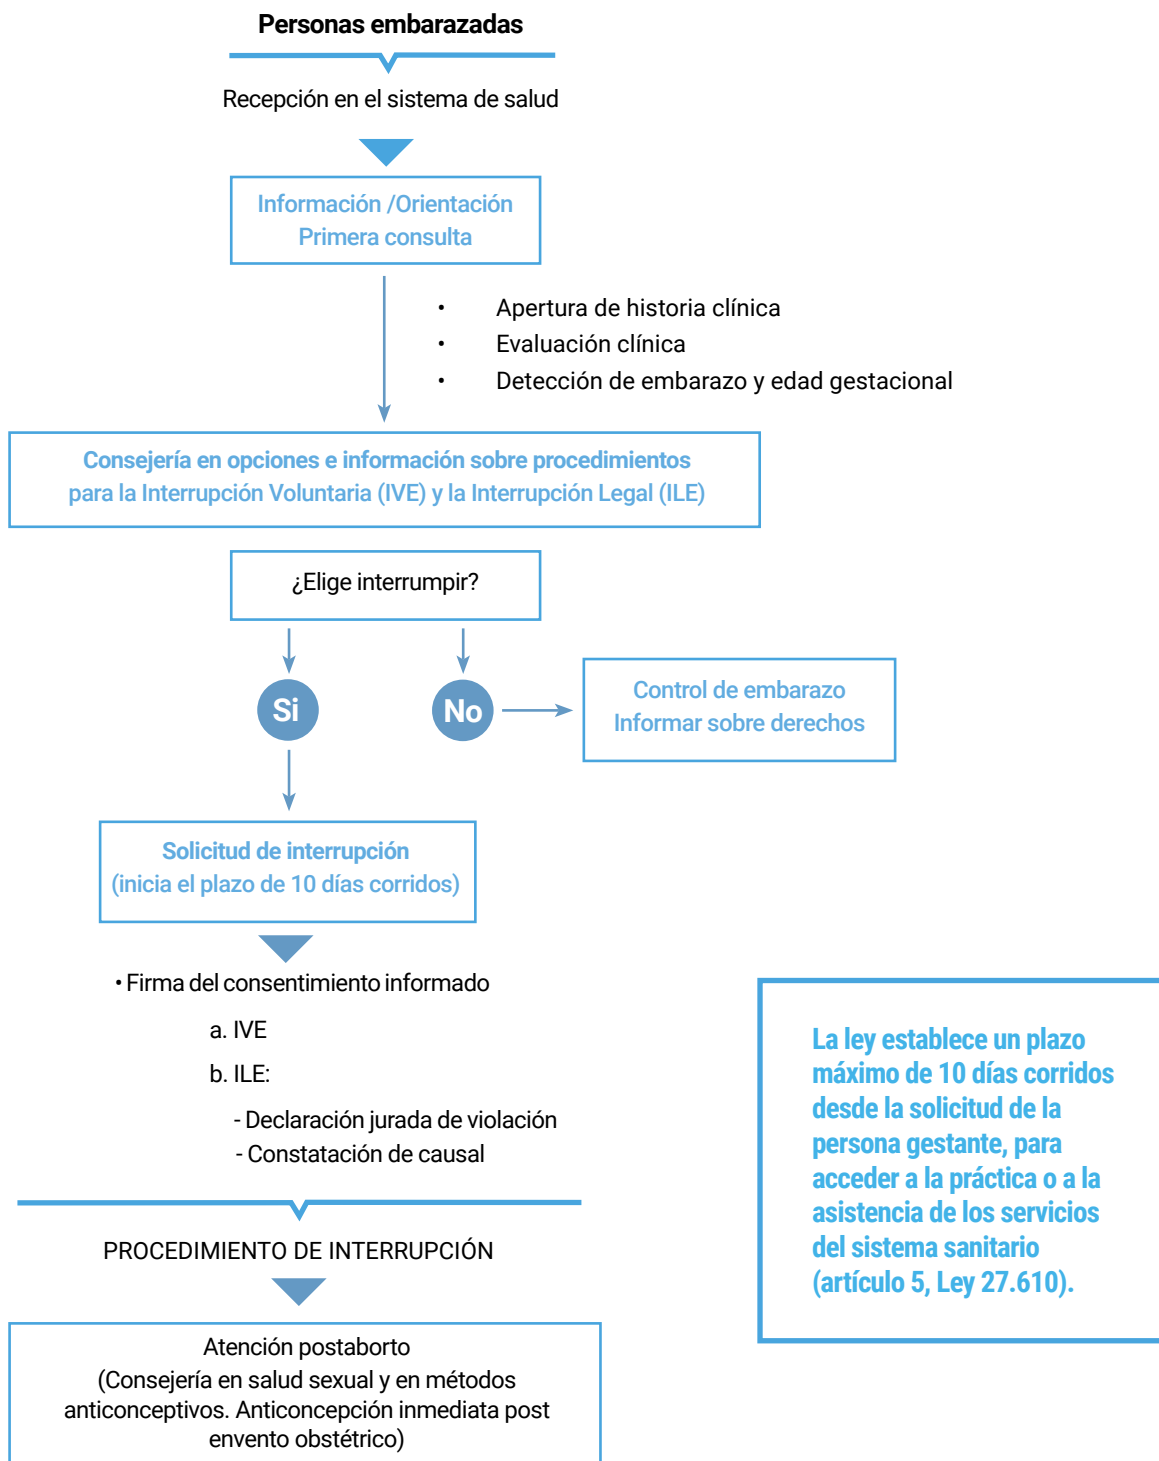 Personas embarazadas
Recepción en el sistema de salud
Información /Orientación
Primera consulta
• Apertura de historia clínica
• Evaluación clínica
• Detección de embarazo y edad gestacional
Consejería en opciones e información sobre procedimientos
para la Interrupción Voluntaria (IVE) y la Interrupción Legal (ILE)
¿Elige interrumpir?
Si
No
Control de embarazo
Informar sobre derechos
Solicitud de interrupción
(inicia el plazo de 10 días corridos)
• Firma del consentimiento informado
a. IVE
b. ILE:
- Declaración jurada de violación
- Constatación de causal
La ley establece un plazo
máximo de 10 días corridos
desde la solicitud de la
persona gestante, para
acceder a la práctica o a la
asistencia de los servicios
del sistema sanitario
(artículo 5, Ley 27.610).
PROCEDIMIENTO DE INTERRUPCIÓN
Atención postaborto
(Consejería en salud sexual y en métodos
anticonceptivos. Anticoncepción inmediata post
envento obstétrico)